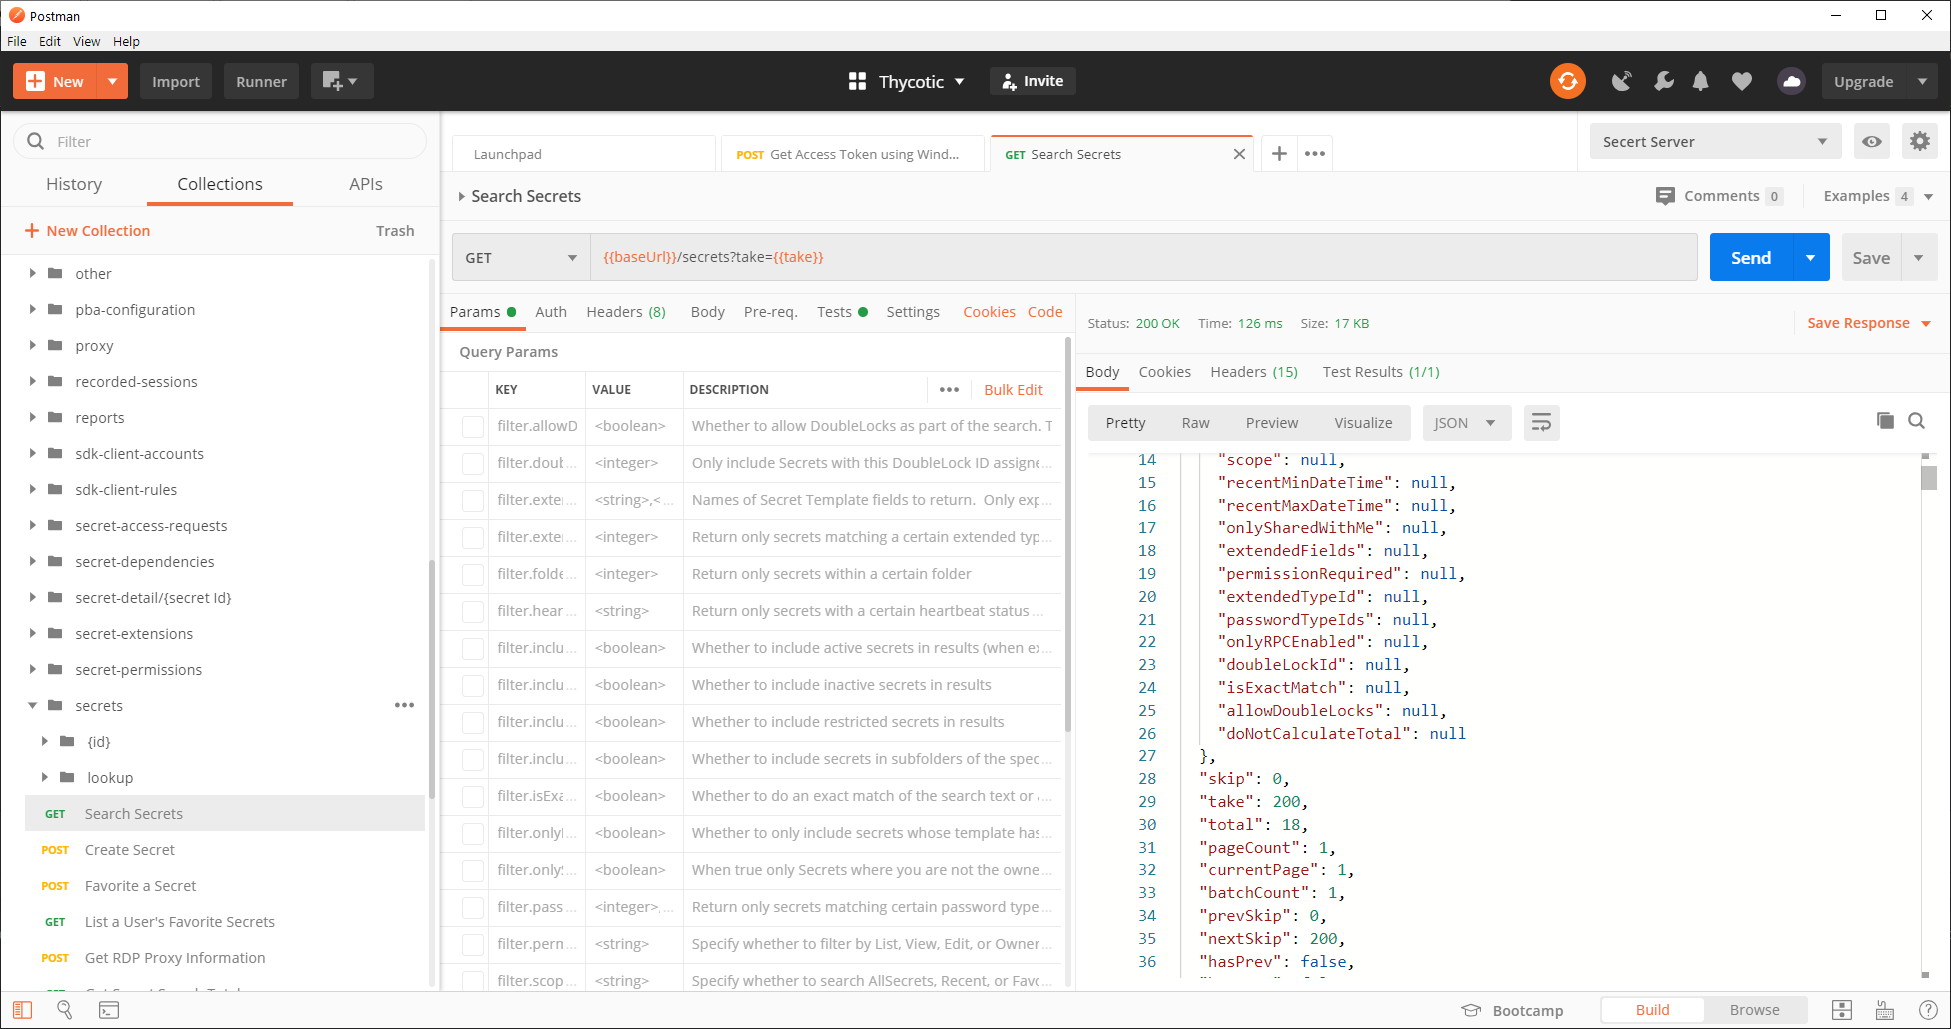 Postman
File Edit View Help
New Import Runner Thycotic Invite Upgrade
Filter
History Collections APIs
New Collection Trash
other
pba-configuration
proxy
recorded-sessions
reports
sdk-client-accounts
sdk-client-rules
secret-access-requests
secret-dependencies
secret-detail/{secret Id}
secret-extensions
secret-permissions
secrets
{id}
lookup
GET Search Secrets
POST Create Secret
POST Favorite a Secret
GET List a User's Favorite Secrets
POST Get RDP Proxy Information
Launchpad POST Get Access Token using Wind... GET Search Secrets
Secert Server
Search Secrets Comments 0 Examples 4
GET {{baseUrl}}/secrets?take={{take}} Send Save
Params Auth Headers (8) Body Pre-req. Tests Settings Cookies Code
Query Params
KEY VALUE DESCRIPTION Bulk Edit
filter.allowD <boolean> Whether to allow DoubleLocks as part of the search. T
filter.doub... <integer> Only include Secrets with this DoubleLock ID assigne...
filter.exter... <string>,<... Names of Secret Template fields to return. Only exp...
filter.exter... <integer> Return only secrets matching a certain extended typ...
filter.folde... <integer> Return only secrets within a certain folder
filter.hear... <string> Return only secrets with a certain heartbeat status ...
filter.inclu... <boolean> Whether to include active secrets in results (when ex...
filter.inclu... <boolean> Whether to include inactive secrets in results
filter.inclu... <boolean> Whether to include restricted secrets in results
filter.inclu... <boolean> Whether to include secrets in subfolders of the spec...
filter.isExa... <boolean> Whether to do an exact match of the search text or ...
filter.onlyI... <boolean> Whether to only include secrets whose template has...
filter.onlyS... <boolean> When true only Secrets where you are not the owne...
filter.pass... <integer>,... Return only secrets matching certain password type...
filter.perm... <string> Specify whether to filter by List, View, Edit, or Owner...
filter.scop... <string> Specify whether to search AllSecrets, Recent, or Favo...
Status: 200 OK Time: 126 ms Size: 17 KB Save Response
Body Cookies Headers (15) Test Results (1/1)
Pretty Raw Preview Visualize JSON
14 "scope": null,
15 "recentMinDateTime": null,
16 "recentMaxDateTime": null,
17 "onlySharedWithMe": null,
18 "extendedFields": null,
19 "permissionRequired": null,
20 "extendedTypeId": null,
21 "passwordTypeIds": null,
22 "onlyRPCEnabled": null,
23 "doubleLockId": null,
24 "isExactMatch": null,
25 "allowDoubleLocks": null,
26 "doNotCalculateTotal": null
27 },
28 "skip": 0,
29 "take": 200,
30 "total": 18,
31 "pageCount": 1,
32 "currentPage": 1,
33 "batchCount": 1,
34 "prevSkip": 0,
35 "nextSkip": 200,
36 "hasPrev": false,
Bootcamp Build Browse